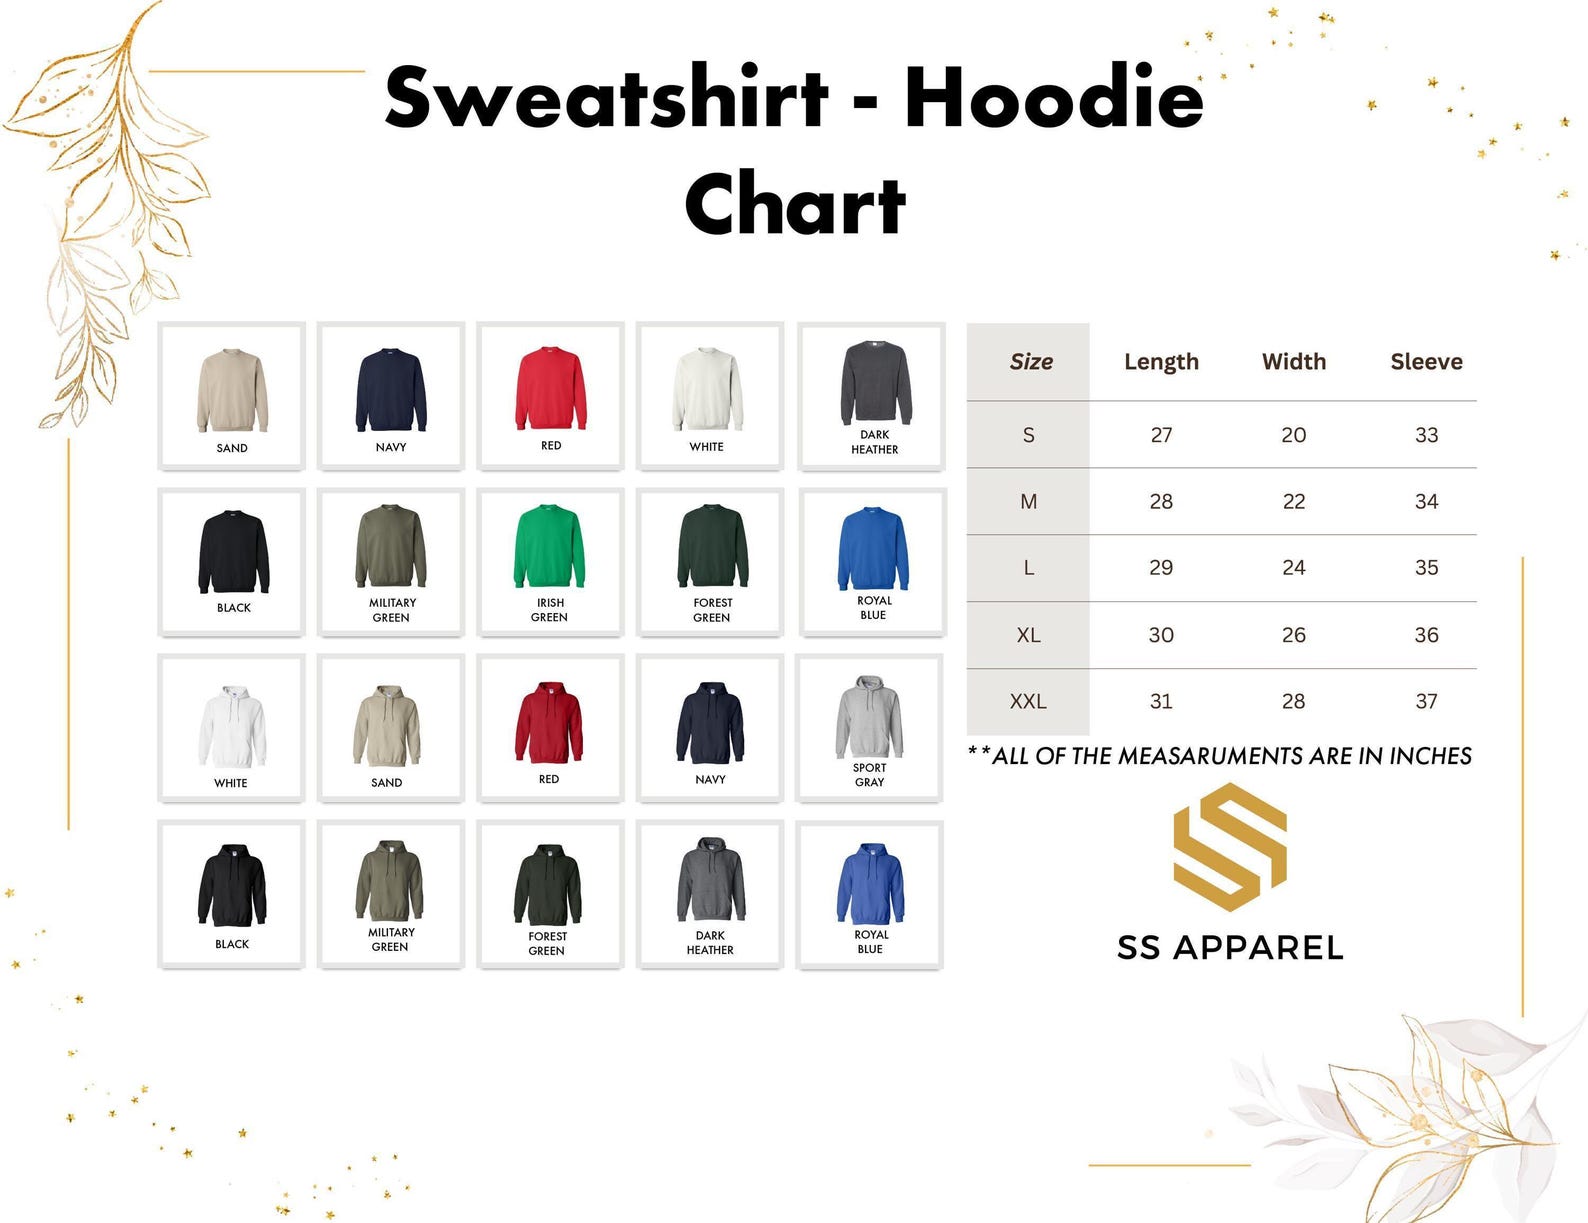 Sweatshirt - Hoodie
Chart
SAND
NAVY
RED
WHITE
DARK
HEATHER
BLACK
MILITARY
GREEN
IRISH
GREEN
FOREST
GREEN
ROYAL
BLUE
WHITE
SAND
RED
NAVY
SPORT
GRAY
BLACK
MILITARY
GREEN
FOREST
GREEN
DARK
HEATHER
ROYAL
BLUE
Size Length Width Sleeve
S 27 20 33
M 28 22 34
L 29 24 35
XL 30 26 36
XXL 31 28 37
**ALL OF THE MEASARUMENTS ARE IN INCHES
SS APPAREL